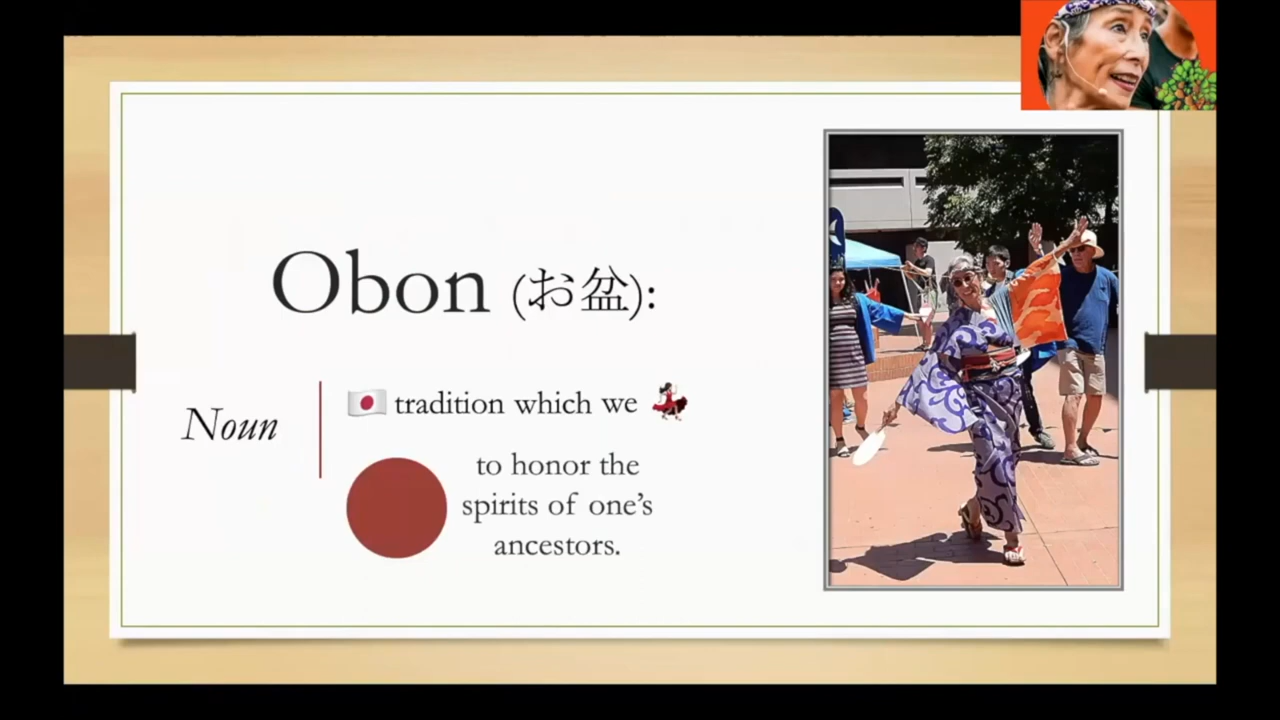 Obon (お盆):
Noun
🇯🇵 tradition which we 💃🏻
to honor the
spirits of one’s
ancestors.